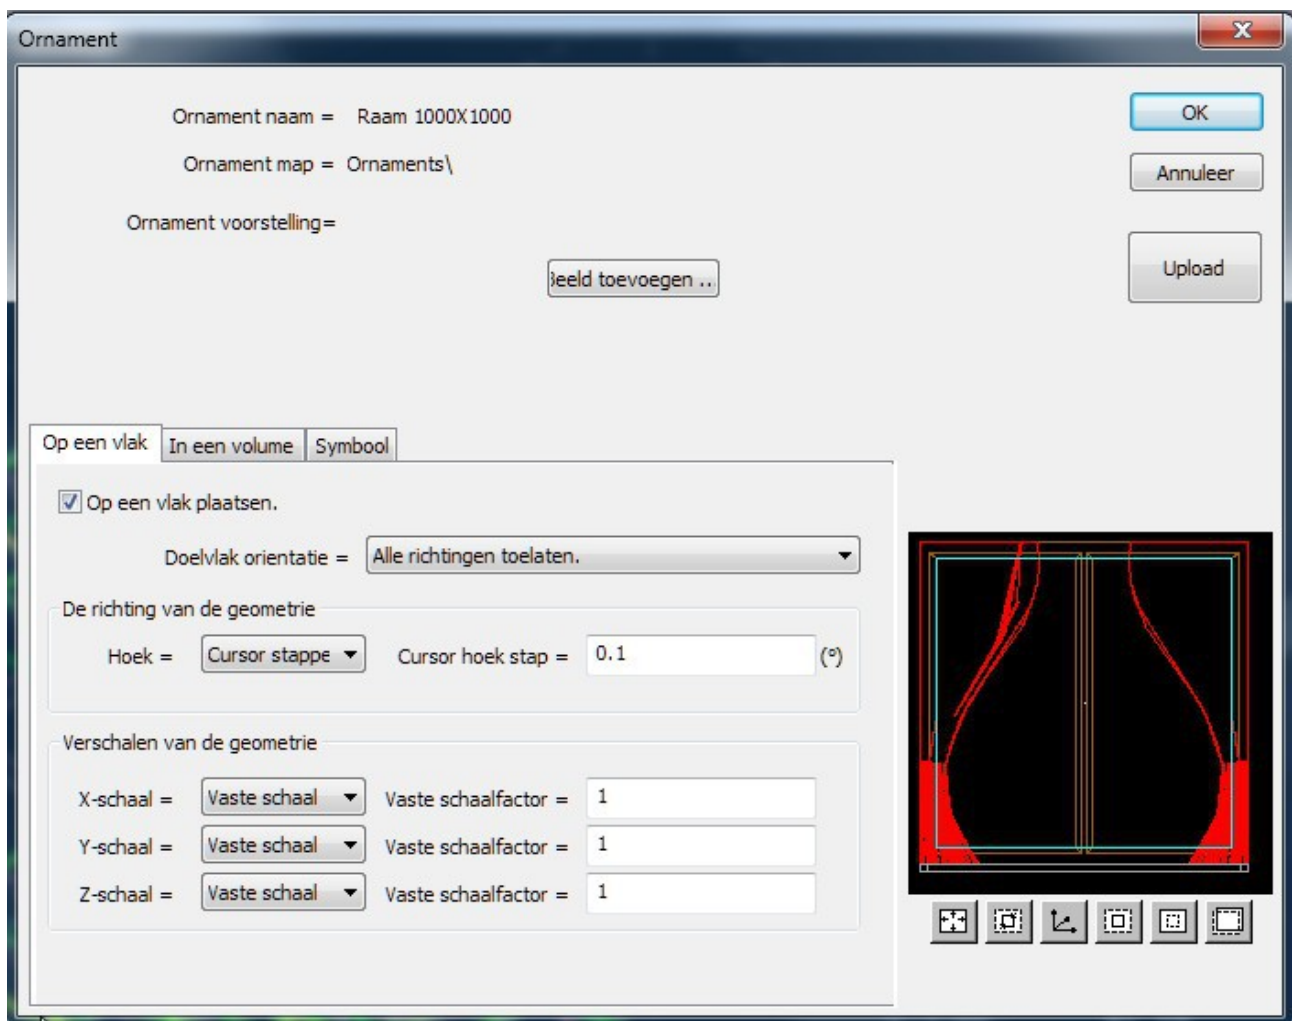 Ornament
Ornament naam = Raam 1000X1000
OK
Ornament map = Ornaments\
Annuleer
Ornament voorstelling=
Upload
Beeld toevoegen ...
Op een vlak In een volume Symbool
Op een vlak plaatsen.
Doelvlak orientatie = Alle richtingen toelaten.
De richting van de geometrie
Hoek = Cursor stappe Cursor hoek stap = 0.1 (°)
Verschalen van de geometrie
X-schaal = Vaste schaal Vaste schaalfactor = 1
Y-schaal = Vaste schaal Vaste schaalfactor = 1
Z-schaal = Vaste schaal Vaste schaalfactor = 1